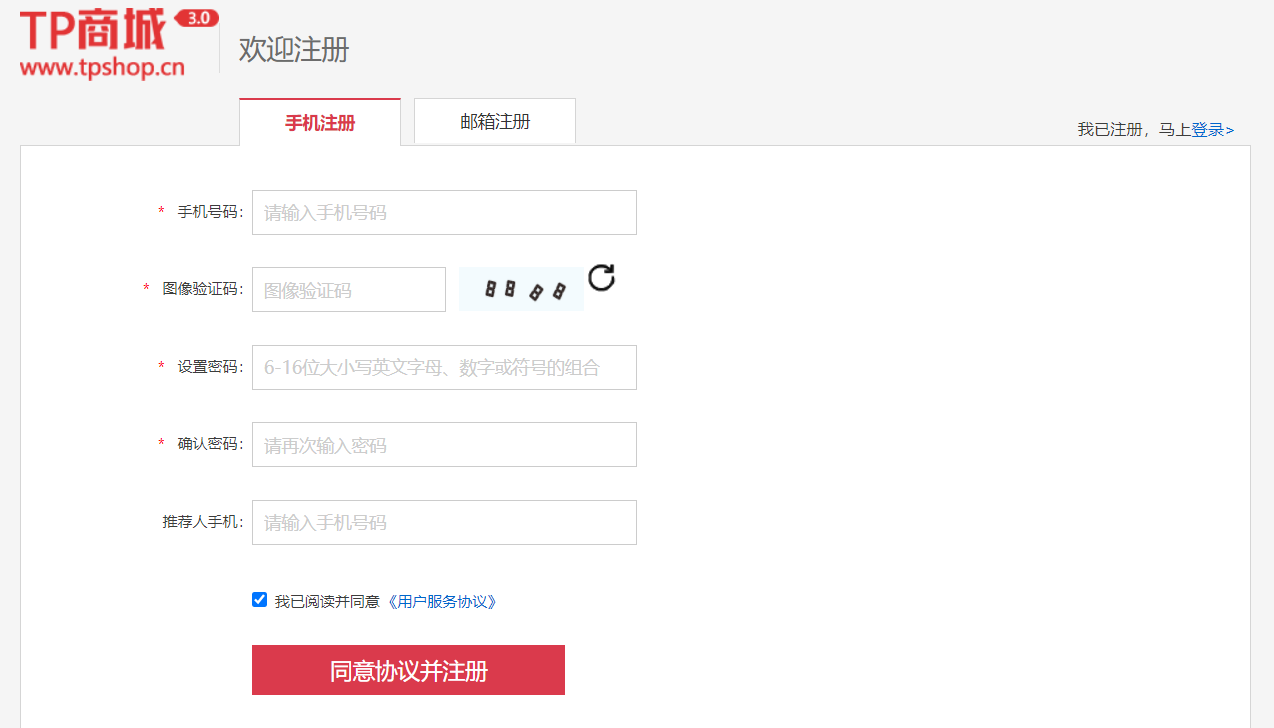 TP商城 3.0
www.tpshop.cn
欢迎注册
手机注册
邮箱注册
我已注册，马上登录>
* 手机号码：
请输入手机号码
* 图像验证码：
图像验证码
8888
* 设置密码：
6-16位大小写英文字母、数字或符号的组合
* 确认密码：
请再次输入密码
推荐人手机：
请输入手机号码
我已阅读并同意《用户服务协议》
同意协议并注册